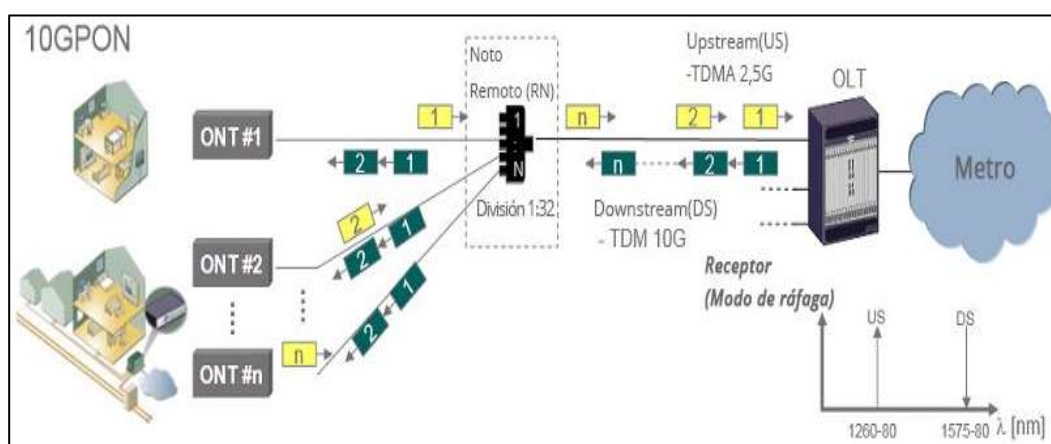 10GPON
ONT #1
ONT #2
ONT #n
Noto
Remoto (RN)
1
N
División 1:32
1
2 1
2
1
2
n
1
2
n
2
1
n
2
1
Upstream(US)
-TDMA 2,5G
Downstream(DS)
- TDM 10G
OLT
Metro
Receptor
(Modo de ráfaga)
US
DS
1260-80
1575-80
λ [nm]